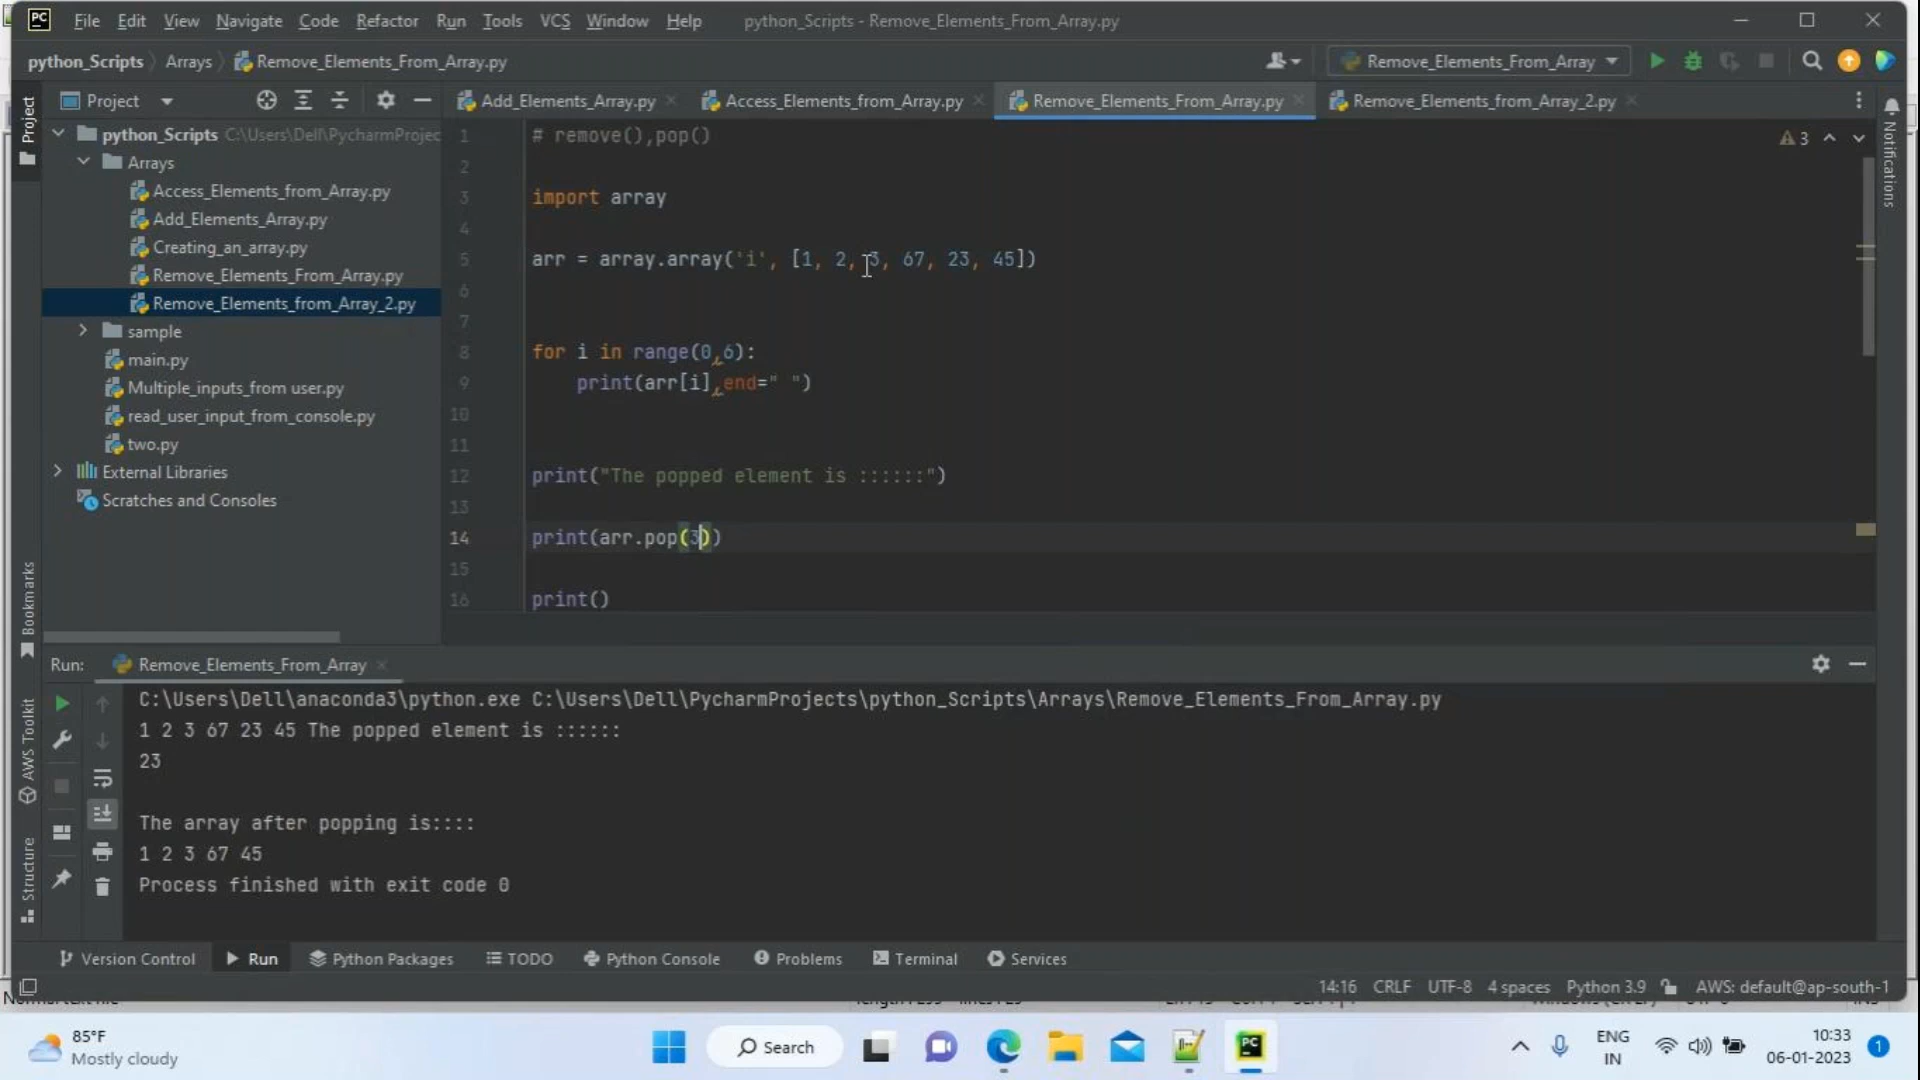 File Edit View Navigate Code Refactor Run Tools VCS Window Help python_Scripts - Remove_Elements_From_Array.py
python_Scripts Arrays Remove_Elements_From_Array.py
Remove_Elements_From_Array
Project
Add_Elements_Array.py Access_Elements_from_Array.py Remove_Elements_From_Array.py Remove_Elements_from_Array_2.py
Project
python_Scripts C:\Users\Dell\PycharmProjec
Arrays
Access_Elements_from_Array.py
Add_Elements_Array.py
Creating_an_array.py
Remove_Elements_From_Array.py
Remove_Elements_from_Array_2.py
sample
main.py
Multiple_inputs_from user.py
read_user_input_from_console.py
two.py
External Libraries
Scratches and Consoles
Bookmarks
AWS Toolkit
Structure
Notifications
3
1 # remove(),pop()
2
3 import array
4
5 arr = array.array('i', [1, 2, 3, 67, 23, 45])
6
7
8 for i in range(0,6):
9 print(arr[i],end=" ")
10
11
12 print("The popped element is ::::::")
13
14 print(arr.pop(3))
15
16 print()
Run: Remove_Elements_From_Array
C:\Users\Dell\anaconda3\python.exe C:\Users\Dell\PycharmProjects\python_Scripts\Arrays\Remove_Elements_From_Array.py
1 2 3 67 23 45 The popped element is ::::::
23
The array after popping is::::
1 2 3 67 45
Process finished with exit code 0
Version Control Run Python Packages TODO Python Console Problems Terminal Services
14:16 CRLF UTF-8 4 spaces Python 3.9 AWS: default@ap-south-1
85°F
Mostly cloudy
Search
ENG
IN
10:33
06-01-2023
1